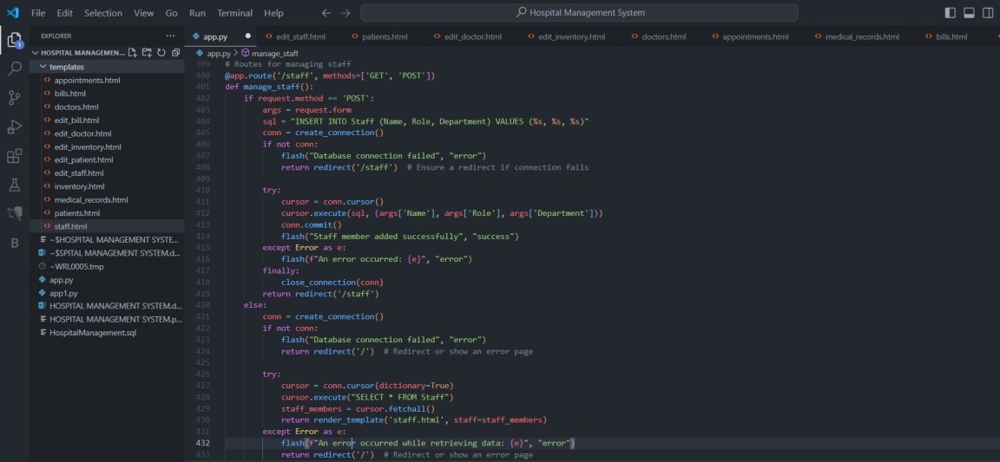 File Edit Selection View Go Run Terminal Help
Hospital Management System
EXPLORER
HOSPITAL MANAGEMEN...
templates
appointments.html
bills.html
doctors.html
edit_bill.html
edit_doctor.html
edit_inventory.html
edit_patient.html
edit_staff.html
inventory.html
medical_records.html
patients.html
staff.html
~$HOSPITAL MANAGEMENT SYSTE...
~$SPITAL MANAGEMENT SYSTEM.d...
~WRL0005.tmp
app.py
app1.py
HOSPITAL MANAGEMENT SYSTEM.d...
HOSPITAL MANAGEMENT SYSTEM.p...
HospitalManagement.sql
app.py edit_staff.html patients.html edit_doctor.html edit_inventory.html doctors.html appointments.html medical_records.html bills.html
app.py > manage_staff
399 # Routes for managing staff
400 @app.route('/staff', methods=['GET', 'POST'])
401 def manage_staff():
402 if request.method == 'POST':
403 args = request.form
404 sql = "INSERT INTO Staff (Name, Role, Department) VALUES (%s, %s, %s)"
405 conn = create_connection()
406 if not conn:
407 flash("Database connection failed", "error")
408 return redirect('/staff') # Ensure a redirect if connection fails
409
410 try:
411 cursor = conn.cursor()
412 cursor.execute(sql, (args['Name'], args['Role'], args['Department']))
413 conn.commit()
414 flash("Staff member added successfully", "success")
415 except Error as e:
416 flash(f"An error occurred: {e}", "error")
417 finally:
418 close_connection(conn)
419 return redirect('/staff')
420 else:
421 conn = create_connection()
422 if not conn:
423 flash("Database connection failed", "error")
424 return redirect('/') # Redirect or show an error page
425
426 try:
427 cursor = conn.cursor(dictionary=True)
428 cursor.execute("SELECT * FROM Staff")
429 staff_members = cursor.fetchall()
430 return render_template('staff.html', staff=staff_members)
431 except Error as e:
432 flash(f"An error occurred while retrieving data: {e}", "error")
433 return redirect('/') # Redirect or show an error page